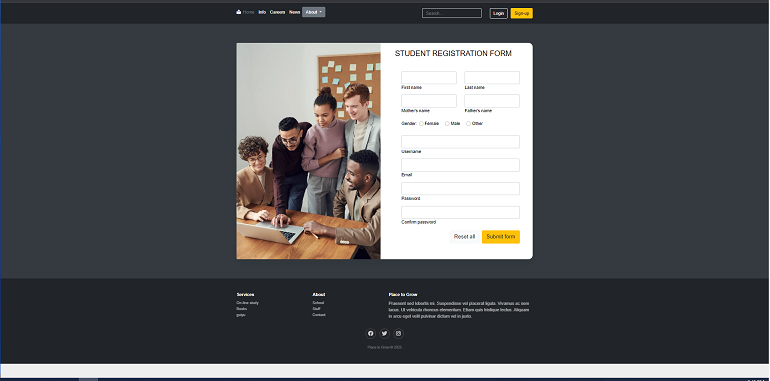 Home Info Careers News About Search Login Sign-up
STUDENT REGISTRATION FORM
First name Last name
Mother's name Father's name
Gender: Female Male Other
Username
Email
Password
Confirm password
Reset all Submit form
Services About Place to Grow
On-line study School Praesent sed lobortis mi. Suspendisse vel placerat ligula. Vivamus ac sem
Books Staff lacus. Ut vehicula rhoncus elementum. Etiam quis tristique lectus. Aliquam
Contact in arcu eget velit pulvinar dictum vel in justo.
Place to Grow© 2022